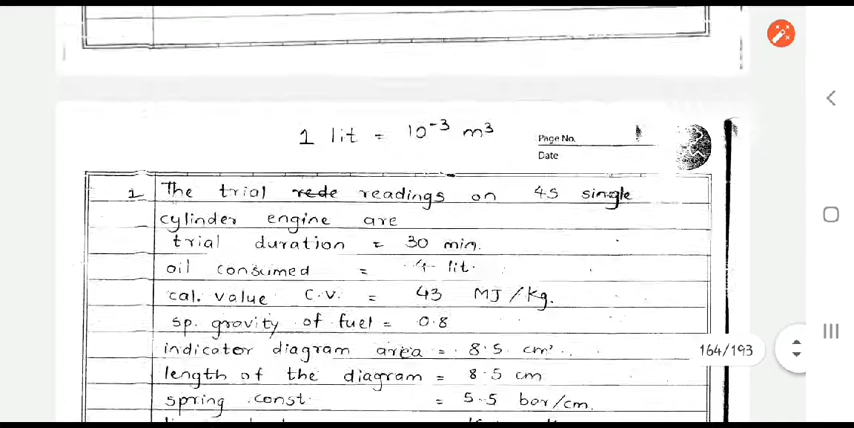 1 lit = 10⁻³ m³
Page No.
Date
1 The trial rede readings on 4S single
cylinder engine are
trial duration = 30 min.
oil consumed = 4 lit.
cal. value C.V. = 43 MJ/kg.
sp. gravity of fuel = 0.8
indicator diagram area = 8.5 cm².
length of the diagram = 8.5 cm
spring const. = 5.5 bar/cm.
164/193